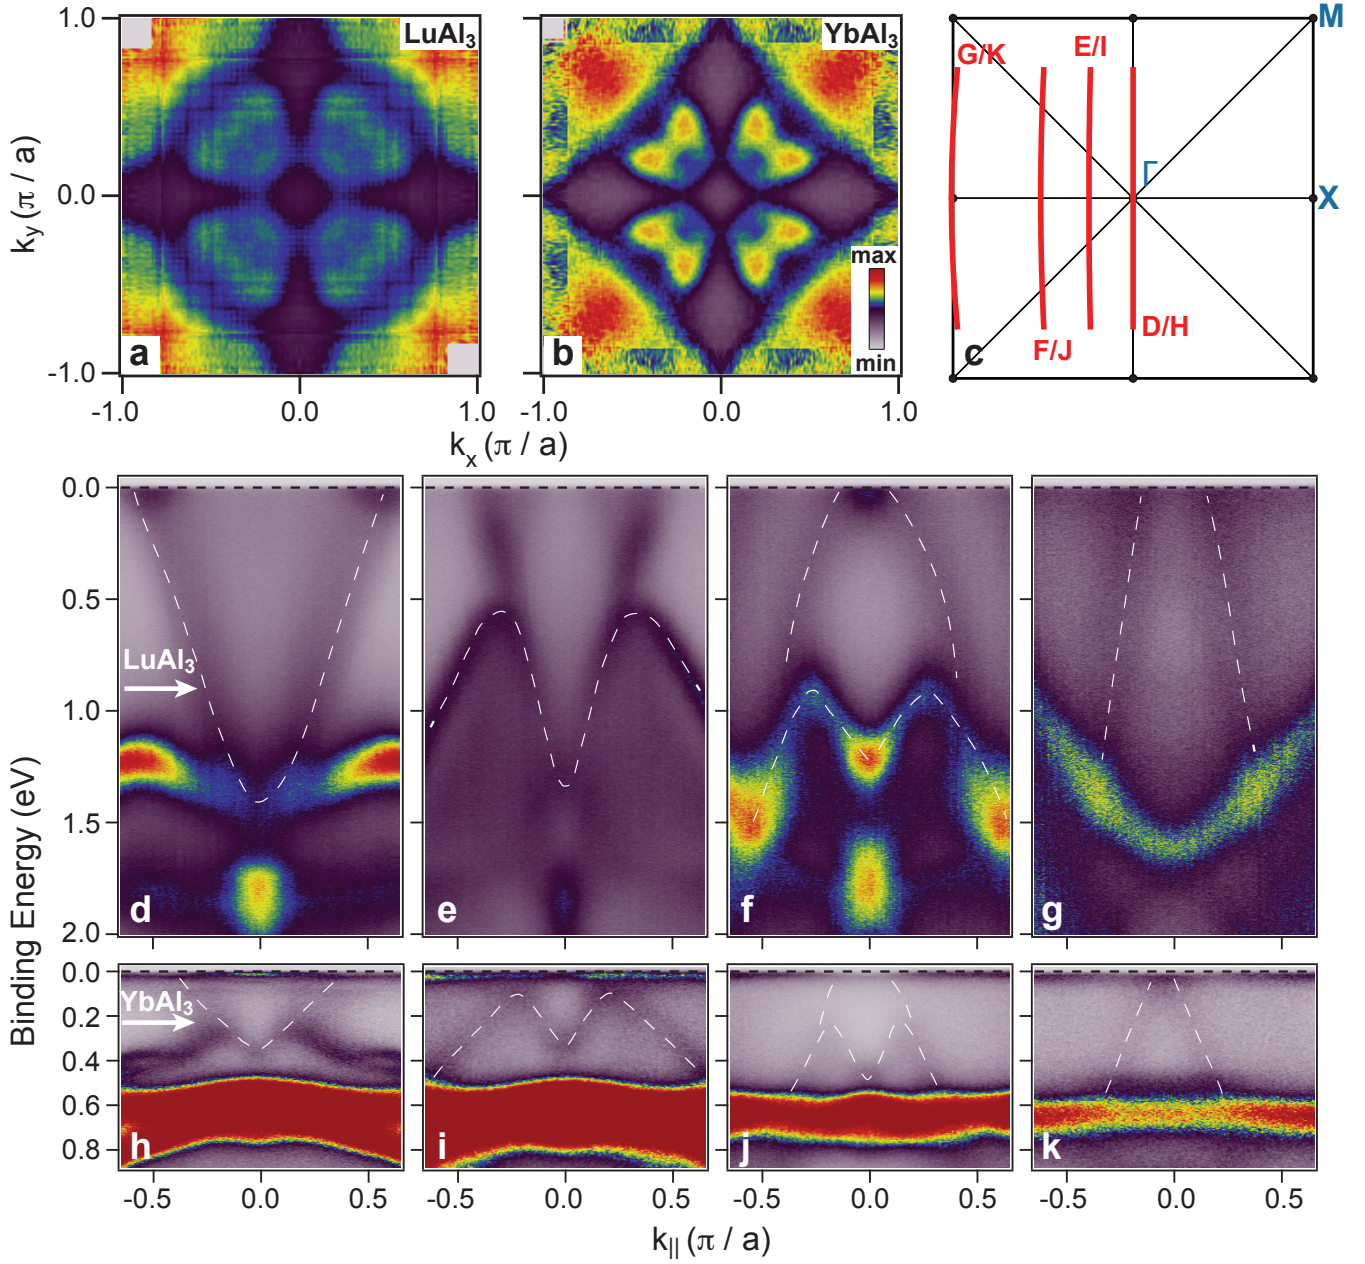 LuAl3
YbAl3
M
G/K
E/I
Γ
X
D/H
F/J
c
max
min
a
b
1.0
0.0
-1.0
ky (π / a)
-1.0
0.0
1.0
-1.0
0.0
1.0
kx (π / a)
0.0
0.5
1.0
1.5
2.0
LuAl3
d
e
f
g
Binding Energy (eV)
0.0
0.2
0.4
0.6
0.8
YbAl3
h
i
j
k
-0.5
0.0
0.5
-0.5
0.0
0.5
-0.5
0.0
0.5
-0.5
0.0
0.5
k|| (π / a)